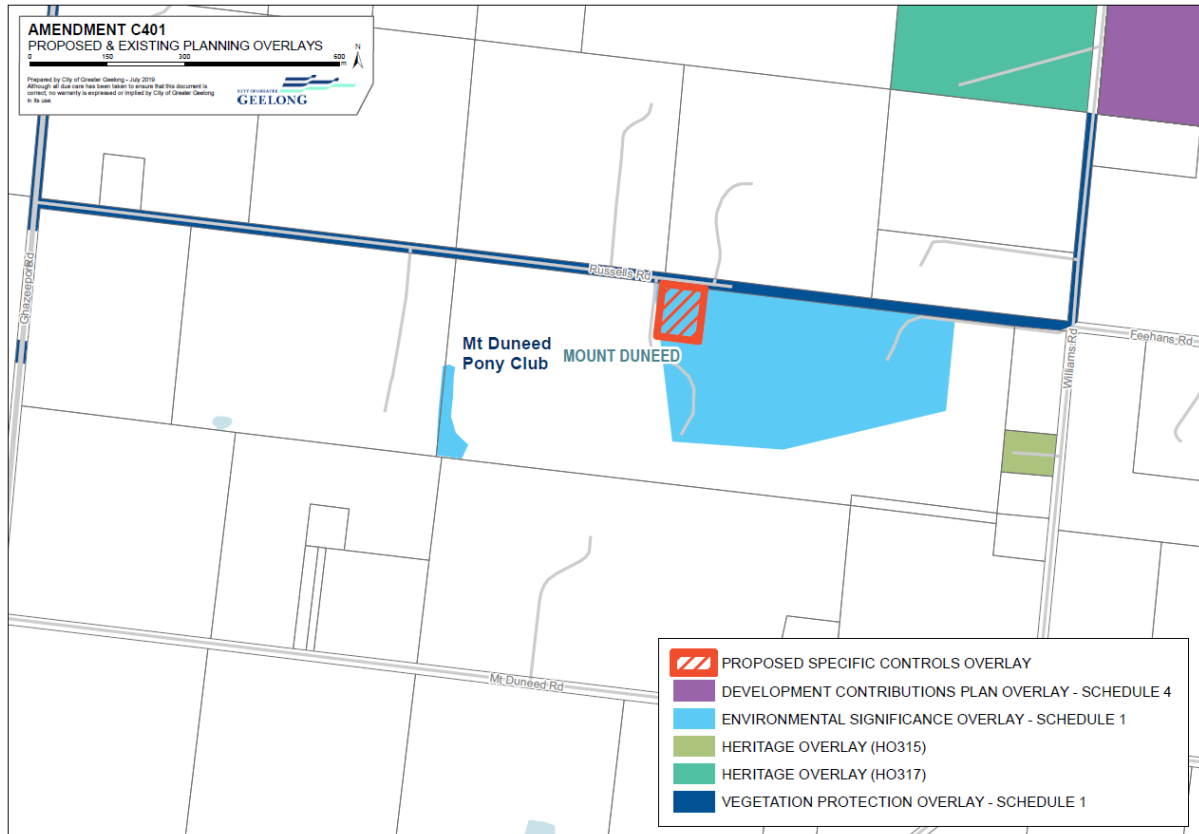 AMENDMENT C401
PROPOSED & EXISTING PLANNING OVERLAYS
0 150 300 600
m
N
Prepared by City of Greater Geelong - July 2019
Although all due care has been taken to ensure that this document is
correct, no warranty is expressed or implied by City of Greater Geelong
in its use.
CITY OF GREATER
GEELONG
Russells Rd
Ghazeepore Rd
Mt Duneed
Pony Club
MOUNT DUNEED
Feehans Rd
Williams Rd
Mt Duneed Rd
PROPOSED SPECIFIC CONTROLS OVERLAY
DEVELOPMENT CONTRIBUTIONS PLAN OVERLAY - SCHEDULE 4
ENVIRONMENTAL SIGNIFICANCE OVERLAY - SCHEDULE 1
HERITAGE OVERLAY (HO315)
HERITAGE OVERLAY (HO317)
VEGETATION PROTECTION OVERLAY - SCHEDULE 1